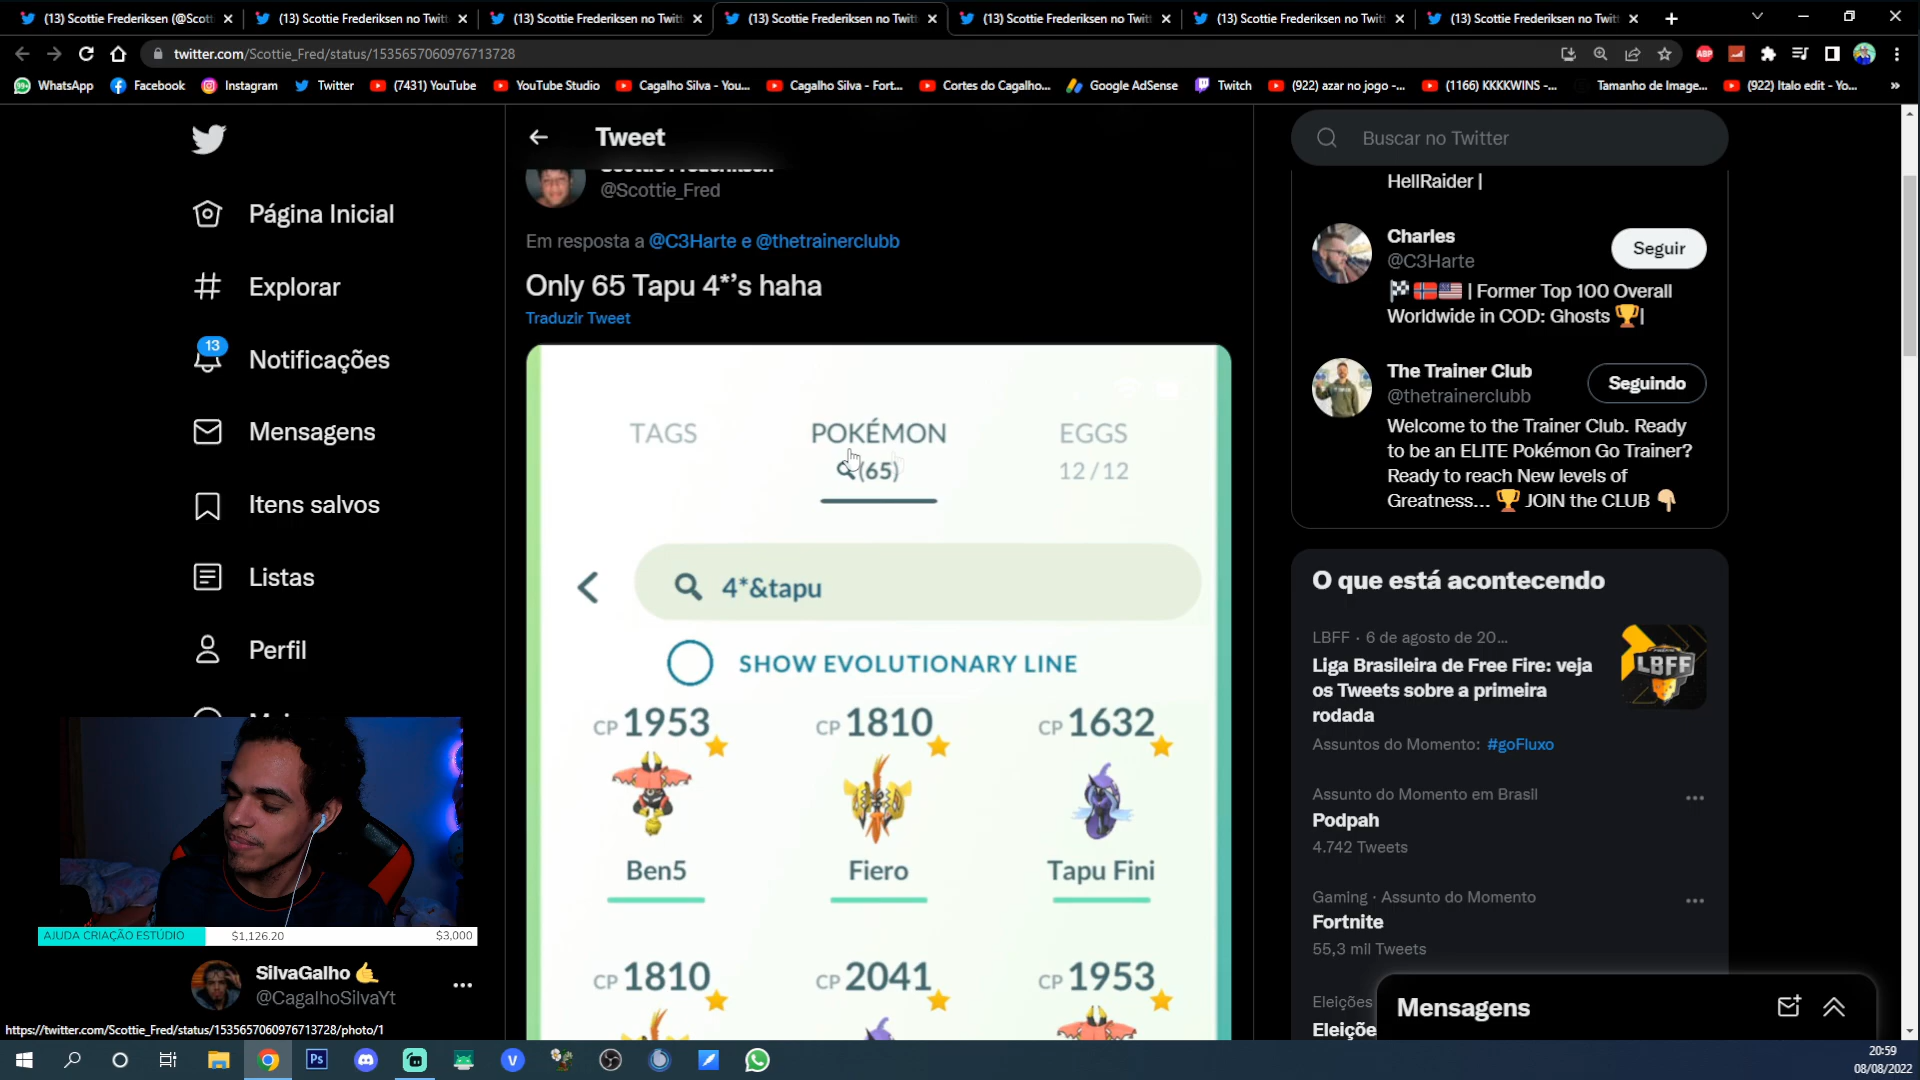 (13) Scottie Frederiksen (@Scott
(13) Scottie Frederiksen no Twitt
(13) Scottie Frederiksen no Twitt
(13) Scottie Frederiksen no Twitt
(13) Scottie Frederiksen no Twitt
(13) Scottie Frederiksen no Twitt
(13) Scottie Frederiksen no Twitt
twitter.com/Scottie_Fred/status/1535657060976713728
ABP
99+
WhatsApp
Facebook
Instagram
Twitter
(7431) YouTube
YouTube Studio
Cagalho Silva - You...
Cagalho Silva - Fort...
Cortes do Cagalho...
Google AdSense
Twitch
(922) azar no jogo -...
(1166) KKKKWINS -...
Tamanho de Image...
(922) Italo edit - Yo...
Página Inicial
Explorar
13
Notificações
Mensagens
Itens salvos
Listas
Perfil
AJUDA CRIAÇÃO ESTÚDIO
$1,126.20
$3,000
SilvaGalho
@CagalhoSilvaYt
https://twitter.com/Scottie_Fred/status/1535657060976713728/photo/1
Tweet
Scottie Frederiksen
@Scottie_Fred
Em resposta a @C3Harte e @thetrainerclubb
Only 65 Tapu 4*’s haha
Traduzir Tweet
TAGS
POKÉMON
(65)
EGGS
12 / 12
4*&tapu
SHOW EVOLUTIONARY LINE
CP 1953
CP 1810
CP 1632
Ben5
Fiero
Tapu Fini
CP 1810
CP 2041
CP 1953
Buscar no Twitter
HellRaider |
Charles
@C3Harte
Seguir
| Former Top 100 Overall
Worldwide in COD: Ghosts 🏆|
The Trainer Club
@thetrainerclubb
Seguindo
Welcome to the Trainer Club. Ready
to be an ELITE Pokémon Go Trainer?
Ready to reach New levels of
Greatness... 🏆 JOIN the CLUB 👇
O que está acontecendo
LBFF · 6 de agosto de 20...
Liga Brasileira de Free Fire: veja
os Tweets sobre a primeira
rodada
LBFF
Assuntos do Momento: #goFluxo
Assunto do Momento em Brasil
Podpah
4.742 Tweets
Gaming · Assunto do Momento
Fortnite
55,3 mil Tweets
Eleições
Eleiçõe
Mensagens
Ps
V
20:59
08/08/2022